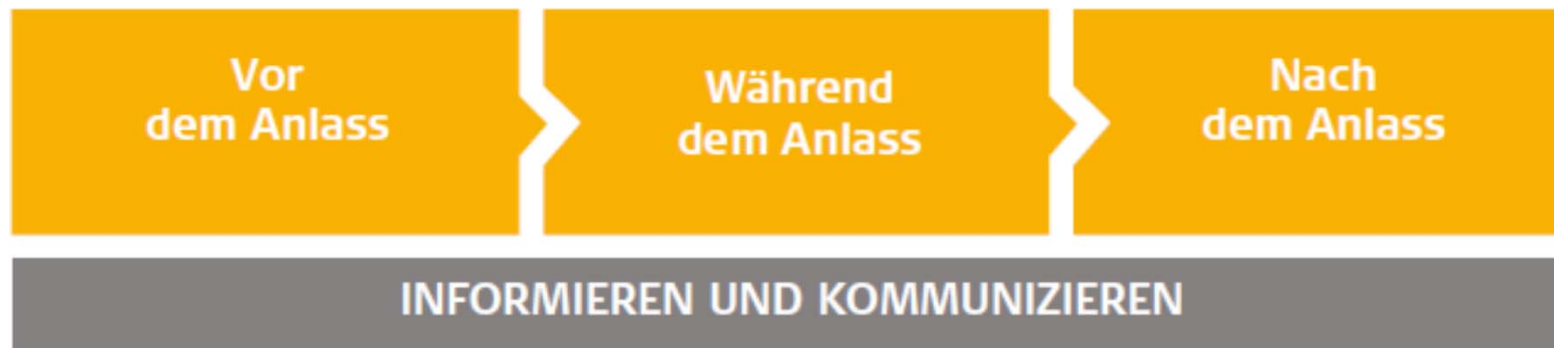 Vor
dem Anlass
Während
dem Anlass
Nach
dem Anlass
INFORMIEREN UND KOMMUNIZIEREN